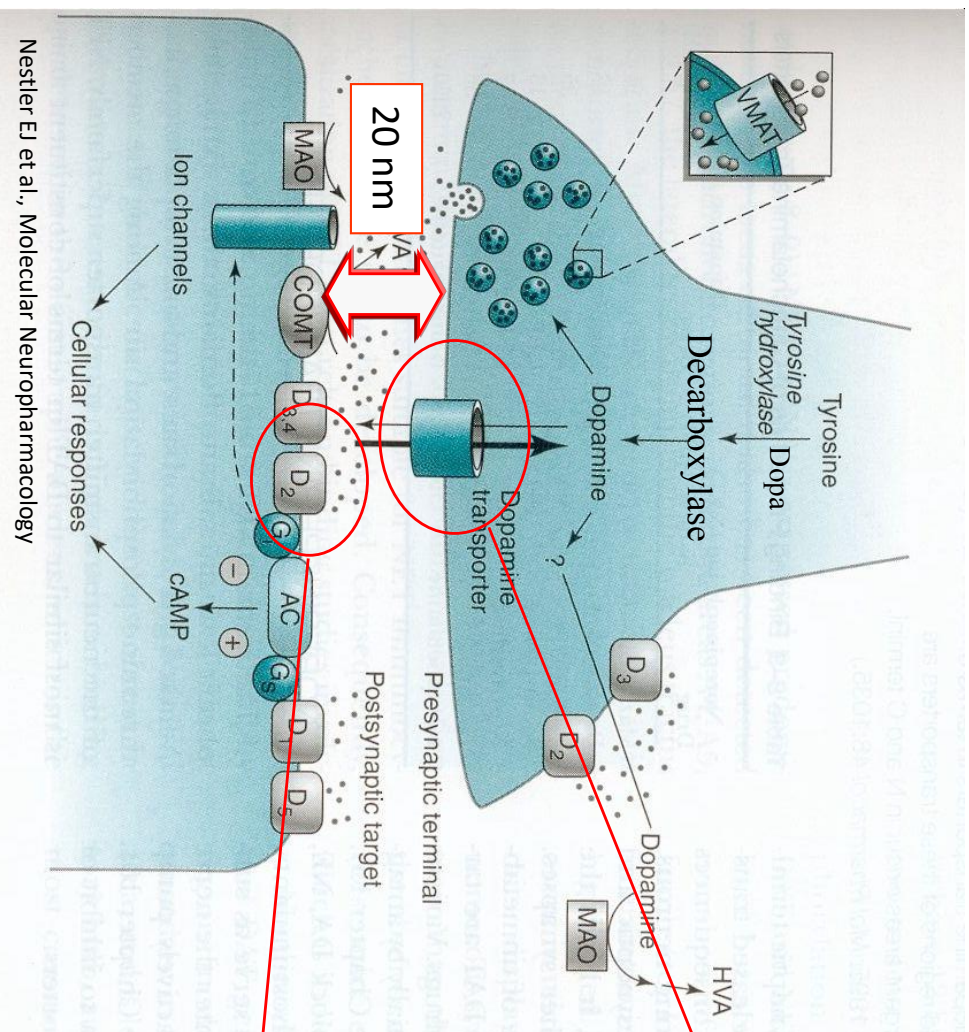 VMAT
Tyrosine
Tyrosine
hydroxylase
Dopa
Decarboxylase
HVA
Dopamine
MAO
D3
D2
Dopamine
?
Dopamine
transporter
Presynaptic terminal
Postsynaptic target
20 nm
VA
MAO
COMT
D3,4
D2
Gi
AC
Gs
D1
D5
−
+
Ion channels
cAMP
Cellular responses
Nestler EJ et al., Molecular Neuropharmacology